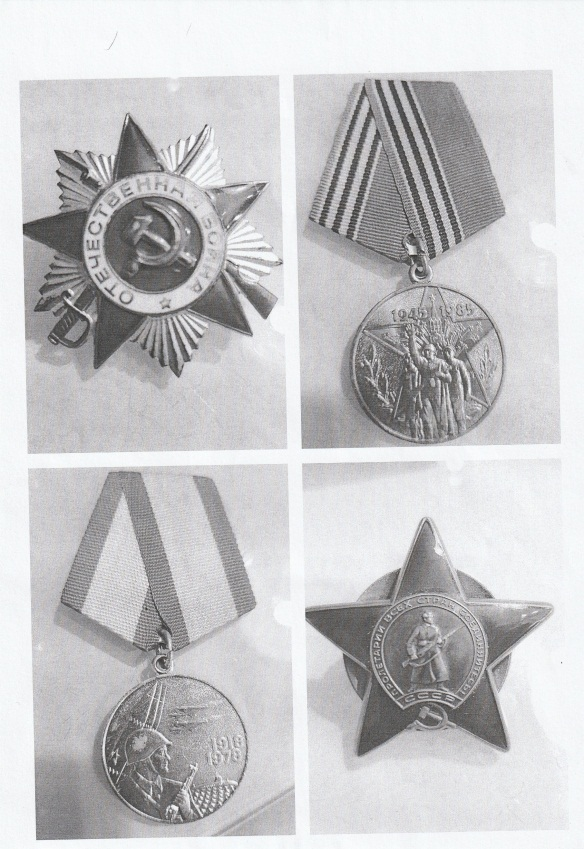 ОТЕЧЕСТВЕННАЯ ВОЙНА
1945 1985
1918
1978
ПРОЛЕТАРИИ ВСЕХ СТРАН, СОЕДИНЯЙТЕСЬ!
СССР